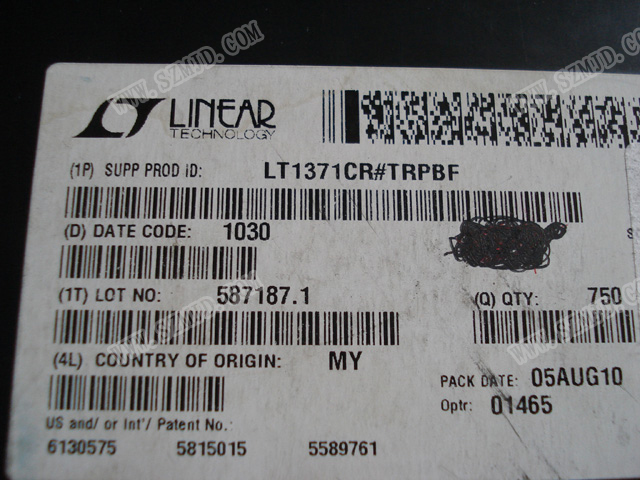 LINEAR
TECHNOLOGY
(1P) SUPP PROD iD: LT1371CR#TRPBF
(D) DATE CODE: 1030
(1T) LOT NO: 587187.1 (Q) QTY: 750
(4L) COUNTRY OF ORIGIN: MY
PACK DATE: 05AUG10
Optr: 01465
US and/ or Int'/ Patent No.
6130575 5815015 5589761
WWW.SZMJD.COM
WWW.SZMJD.COM
WWW.SZMJD.COM
WWW.SZMJD.COM